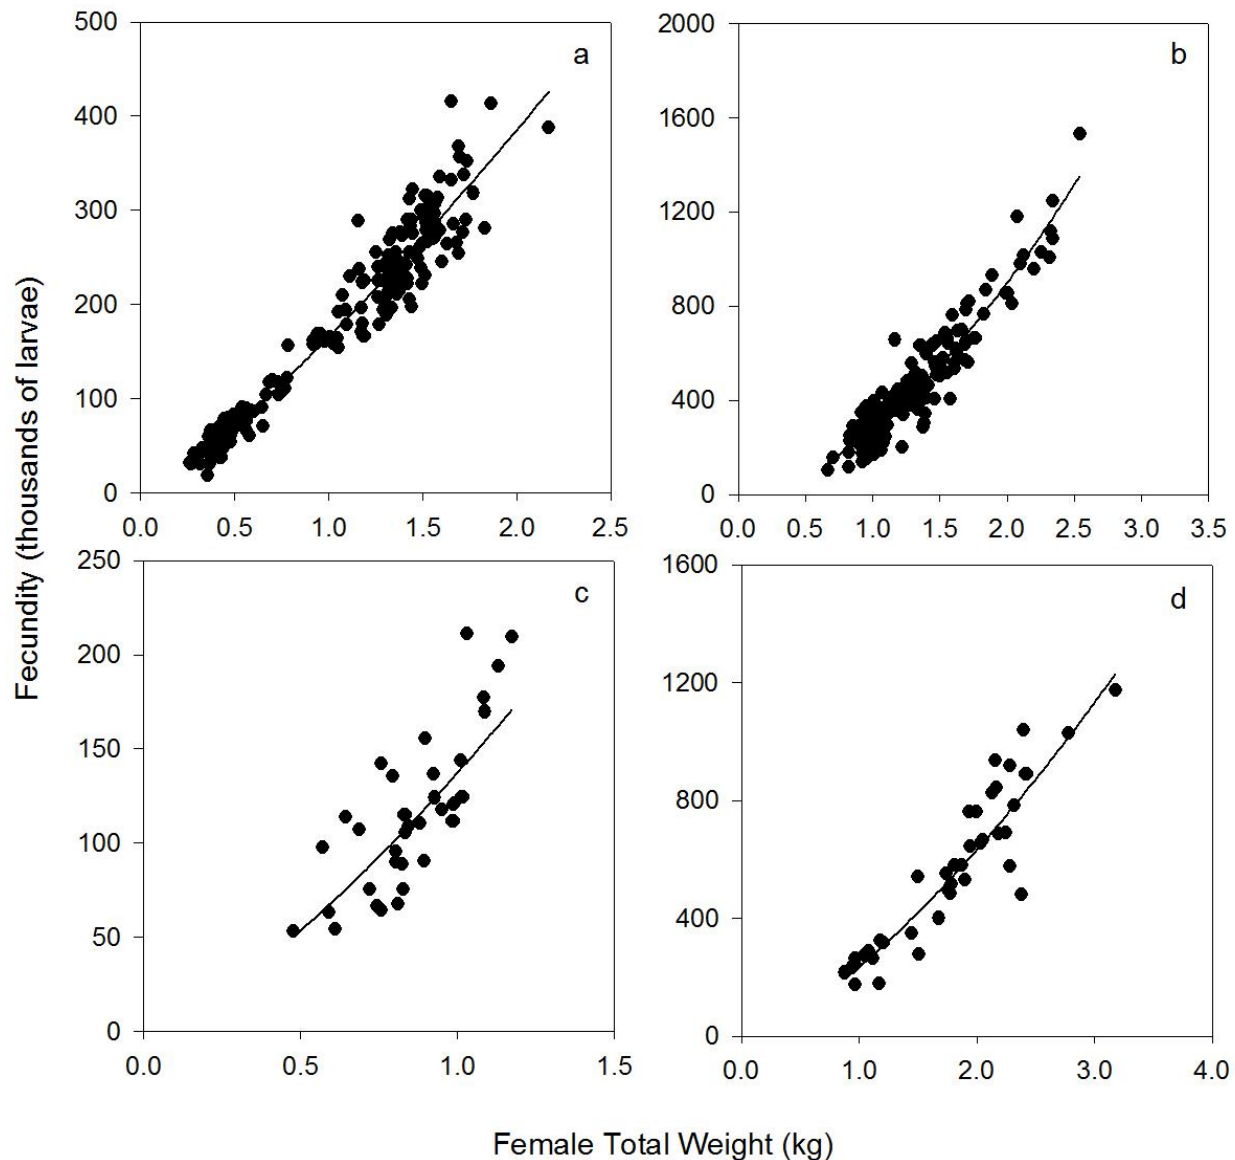 Fecundity (thousands of larvae)
500
400
300
200
100
0
a
0.0 0.5 1.0 1.5 2.0 2.5
2000
1600
1200
800
400
0
b
0.0 0.5 1.0 1.5 2.0 2.5 3.0 3.5
250
200
150
100
50
0
c
0.0 0.5 1.0 1.5
1600
1200
800
400
0
d
0.0 1.0 2.0 3.0 4.0
Female Total Weight (kg)